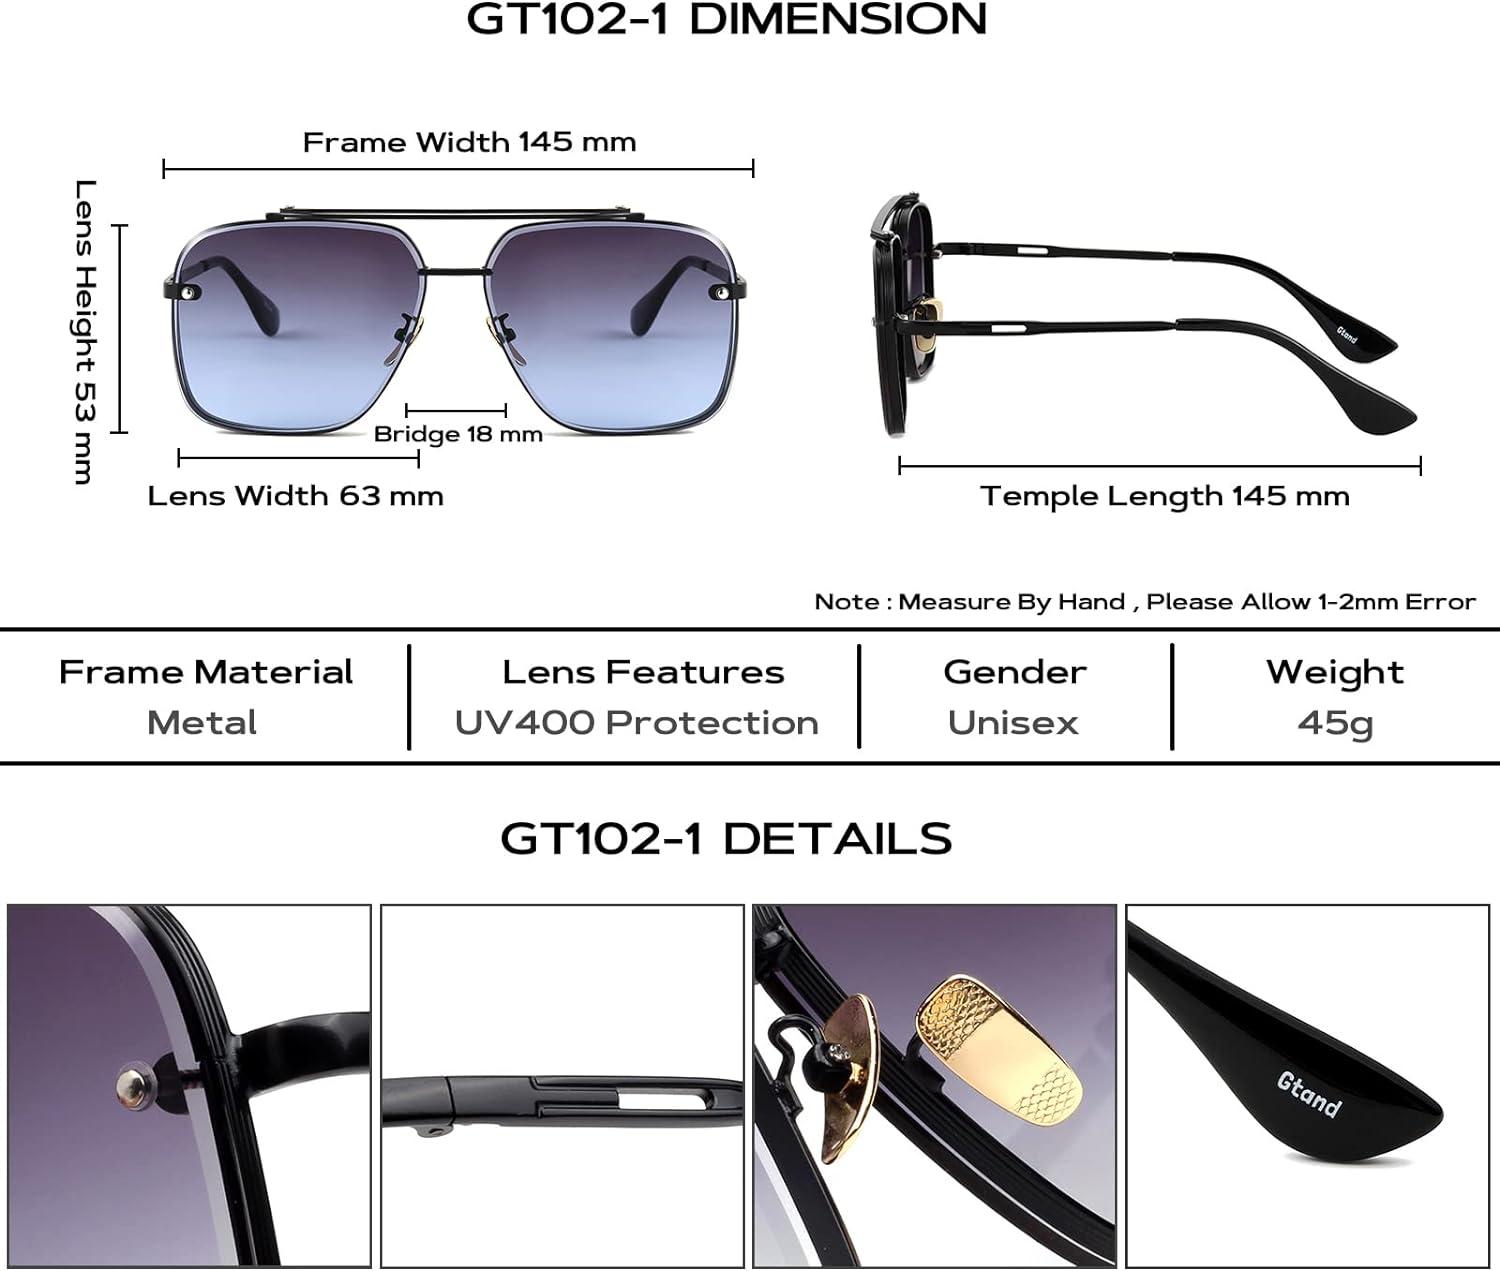 GT102-1 DIMENSION
Frame Width 145 mm
Lens Height 53 mm
Bridge 18 mm
Lens Width 63 mm
Gtand
Temple Length 145 mm
Note : Measure By Hand , Please Allow 1-2mm Error
Frame Material
Metal
Lens Features
UV400 Protection
Gender
Unisex
Weight
45g
GT102-1 DETAILS
Gtand